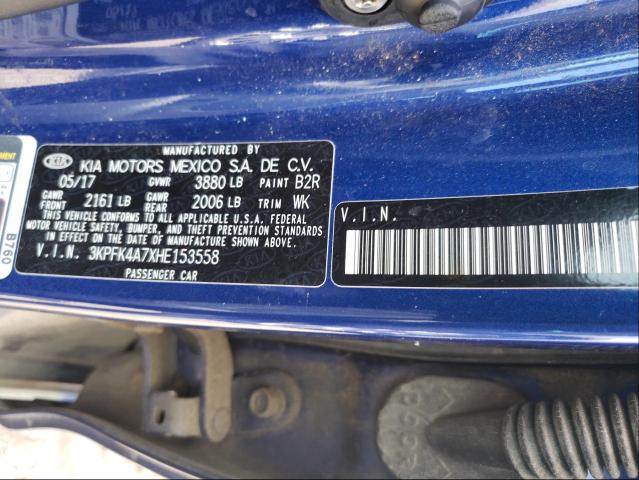 MANUFACTURED BY
KIA KIA MOTORS MEXICO S.A. DE C.V.
05/17 GVWR 3880 LB PAINT B2R
GAWR FRONT 2161 LB GAWR REAR 2006 LB TRIM WK
THIS VEHICLE CONFORMS TO ALL APPLICABLE U.S.A. FEDERAL
MOTOR VEHICLE SAFETY, BUMPER, AND THEFT PREVENTION STANDARDS
IN EFFECT ON THE DATE OF MANUFACTURE SHOWN ABOVE.
V.I.N. 3KPFK4A7XHE153558
PASSENGER CAR
V.I.N.
B760